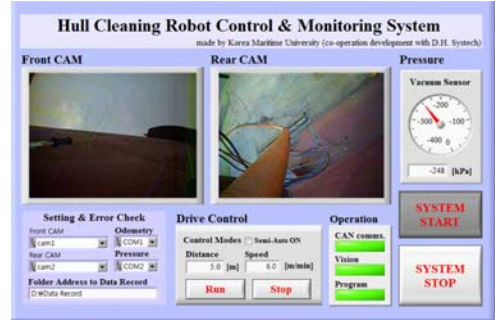 Hull Cleaning Robot Control & Monitoring System
made by Korea Maritime University (co-operation development with D.H. Systech)
Front CAM
Rear CAM
Pressure
Vacuum Sensor
-200
-300
-100
-400
0
-248 [kPa]
Setting & Error Check
Front CAM
Odometry
cam1
COM1
Rear CAM
Pressure
cam2
COM2
Folder Address to Data Record
D:₩Data Record
Drive Control
Control Modes
Semi-Auto ON
Distance
Speed
5.0 [m]
6.0 [m/min]
Run
Stop
Operation
CAN comms.
Vision
Program
SYSTEM
START
SYSTEM
STOP